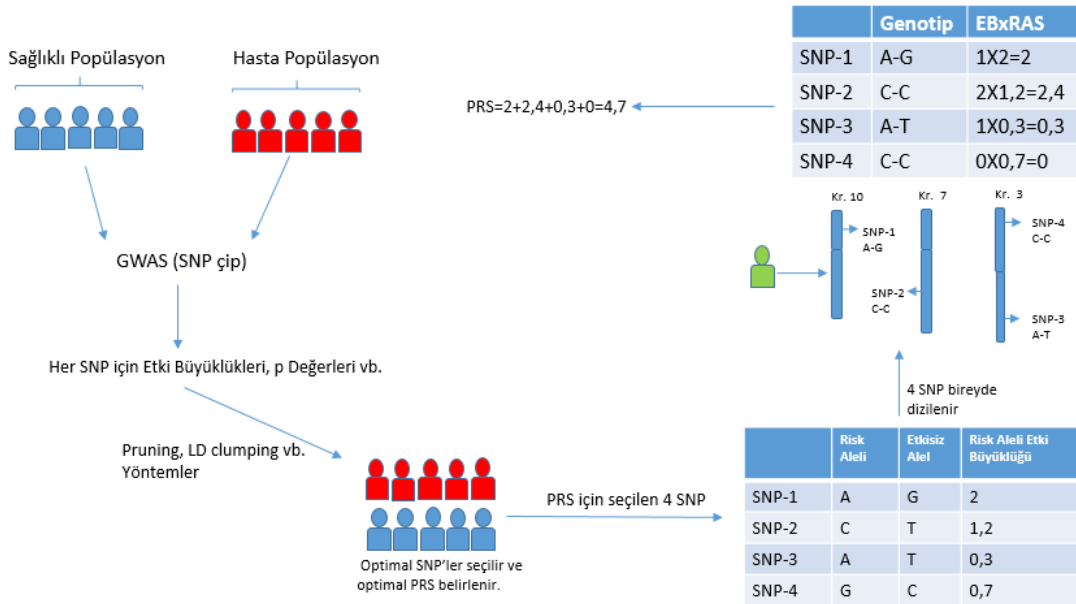 Sağlıklı Popülasyon
Hasta Popülasyon
GWAS (SNP çip)
Her SNP için Etki Büyüklükleri, p Değerleri vb.
Pruning, LD clumping vb.
Yöntemler
Optimal SNP'ler seçilir ve
optimal PRS belirlenir.
PRS için seçilen 4 SNP
Risk Aleli Etkisiz Alel Risk Aleli Etki Büyüklüğü
SNP-1 A G 2
SNP-2 C T 1,2
SNP-3 A T 0,3
SNP-4 G C 0,7
4 SNP bireyde
dizilenir
Kr. 10 Kr. 7 Kr. 3
SNP-1
A-G
SNP-2
C-C
SNP-4
C-C
SNP-3
A-T
Genotip EBxRAS
SNP-1 A-G 1X2=2
SNP-2 C-C 2X1,2=2,4
SNP-3 A-T 1X0,3=0,3
SNP-4 C-C 0X0,7=0
PRS=2+2,4+0,3+0=4,7